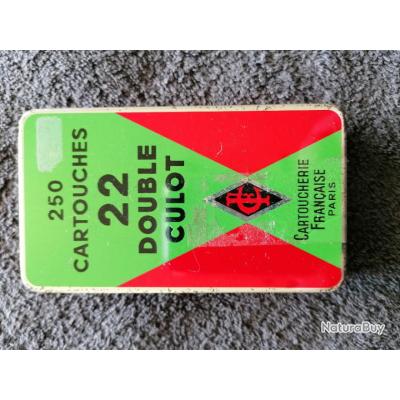 250
CARTOUCHES
22
DOUBLE
CULOT
CARTOUCHERIE
FRANÇAISE
PARIS
NaturaBuy